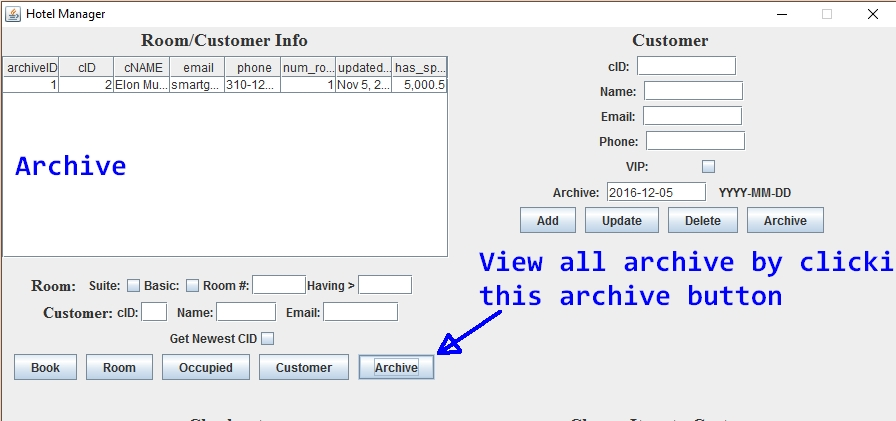 Hotel Manager
Room/Customer Info
archiveID cID cNAME email phone num_ro... updated... has_sp...
1 2 Elon Mu... smartg... 310-12... 1 Nov 5, 2... 5,000.5
Archive
Customer
cID:
Name:
Email:
Phone:
VIP:
Archive: 2016-12-05 YYYY-MM-DD
Add Update Delete Archive
View all archive by clicki
this archive button
Room: Suite: Basic: Room #: Having >
Customer: cID: Name: Email:
Get Newest CID
Book Room Occupied Customer Archive